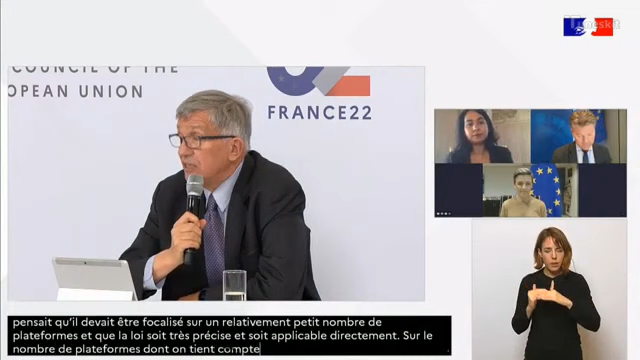 COUNCIL OF THE
OPEAN UNION
FRANCE22
pensait qu'il devait être focalisé sur un relativement petit nombre de
plateformes et que la loi soit très précise et soit applicable directement. Sur le
nombre de plateformes dont on tient compte